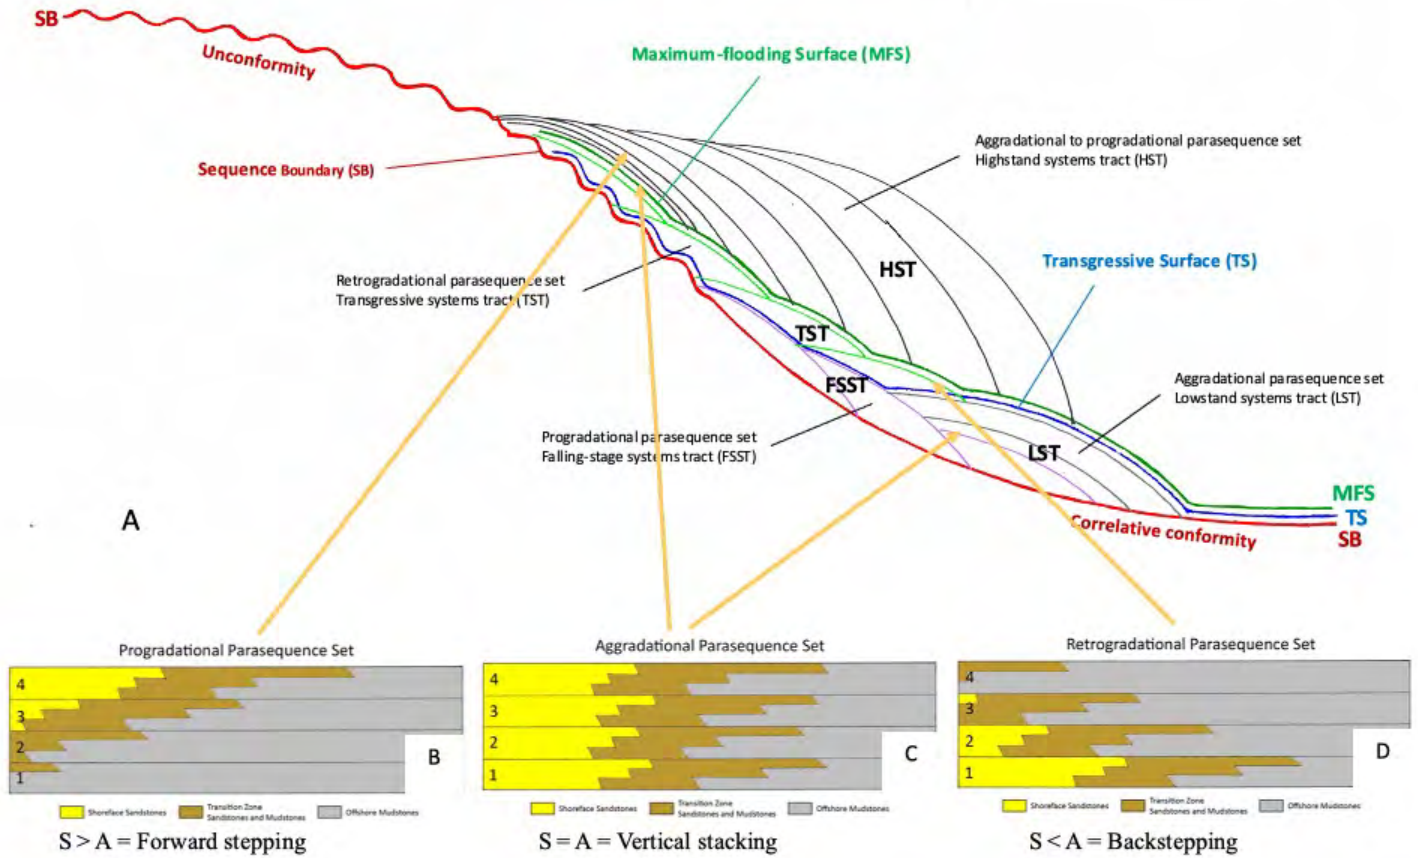 SB
Unconformity
Maximum-flooding Surface (MFS)
Aggradational to progradational parasequence set
Highstand systems tract (HST)
Sequence Boundary (SB)
HST
Transgressive Surface (TS)
Retrogradational parasequence set
Transgressive systems tract (TST)
TST
FSST
Aggradational parasequence set
Lowstand systems tract (LST)
Progradational parasequence set
Falling-stage systems tract (FSST)
LST
MFS
TS
SB
Correlative conformity
A
Progradational Parasequence Set
4
3
2
1
B
Shoreface Sandstones
Transition Zone
Sandstones and Mudstones
Offshore Mudstones
S > A = Forward stepping
Aggradational Parasequence Set
4
3
2
1
C
Shoreface Sandstones
Transition Zone
Sandstones and Mudstones
Offshore Mudstones
S = A = Vertical stacking
Retrogradational Parasequence Set
4
3
2
1
D
Shoreface Sandstones
Transition Zone
Sandstones and Mudstones
Offshore Mudstones
S < A = Backstepping